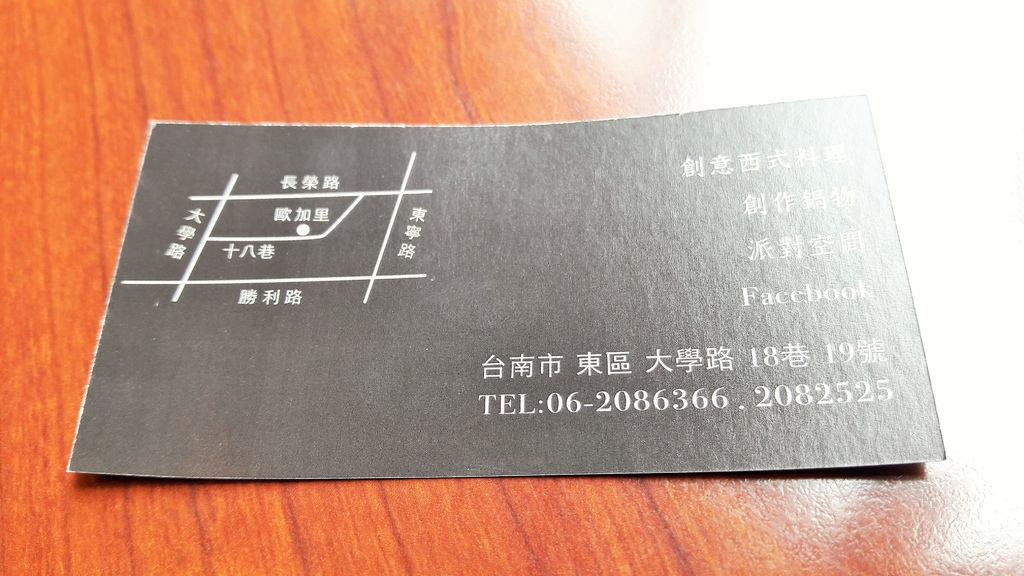 長榮路
大學路
歐加里
東寧路
十八巷
勝利路
創意西式料理
創作鍋物
派對空間
Facebook
台南市 東區 大學路 18巷 19號
TEL:06-2086366 . 2082525